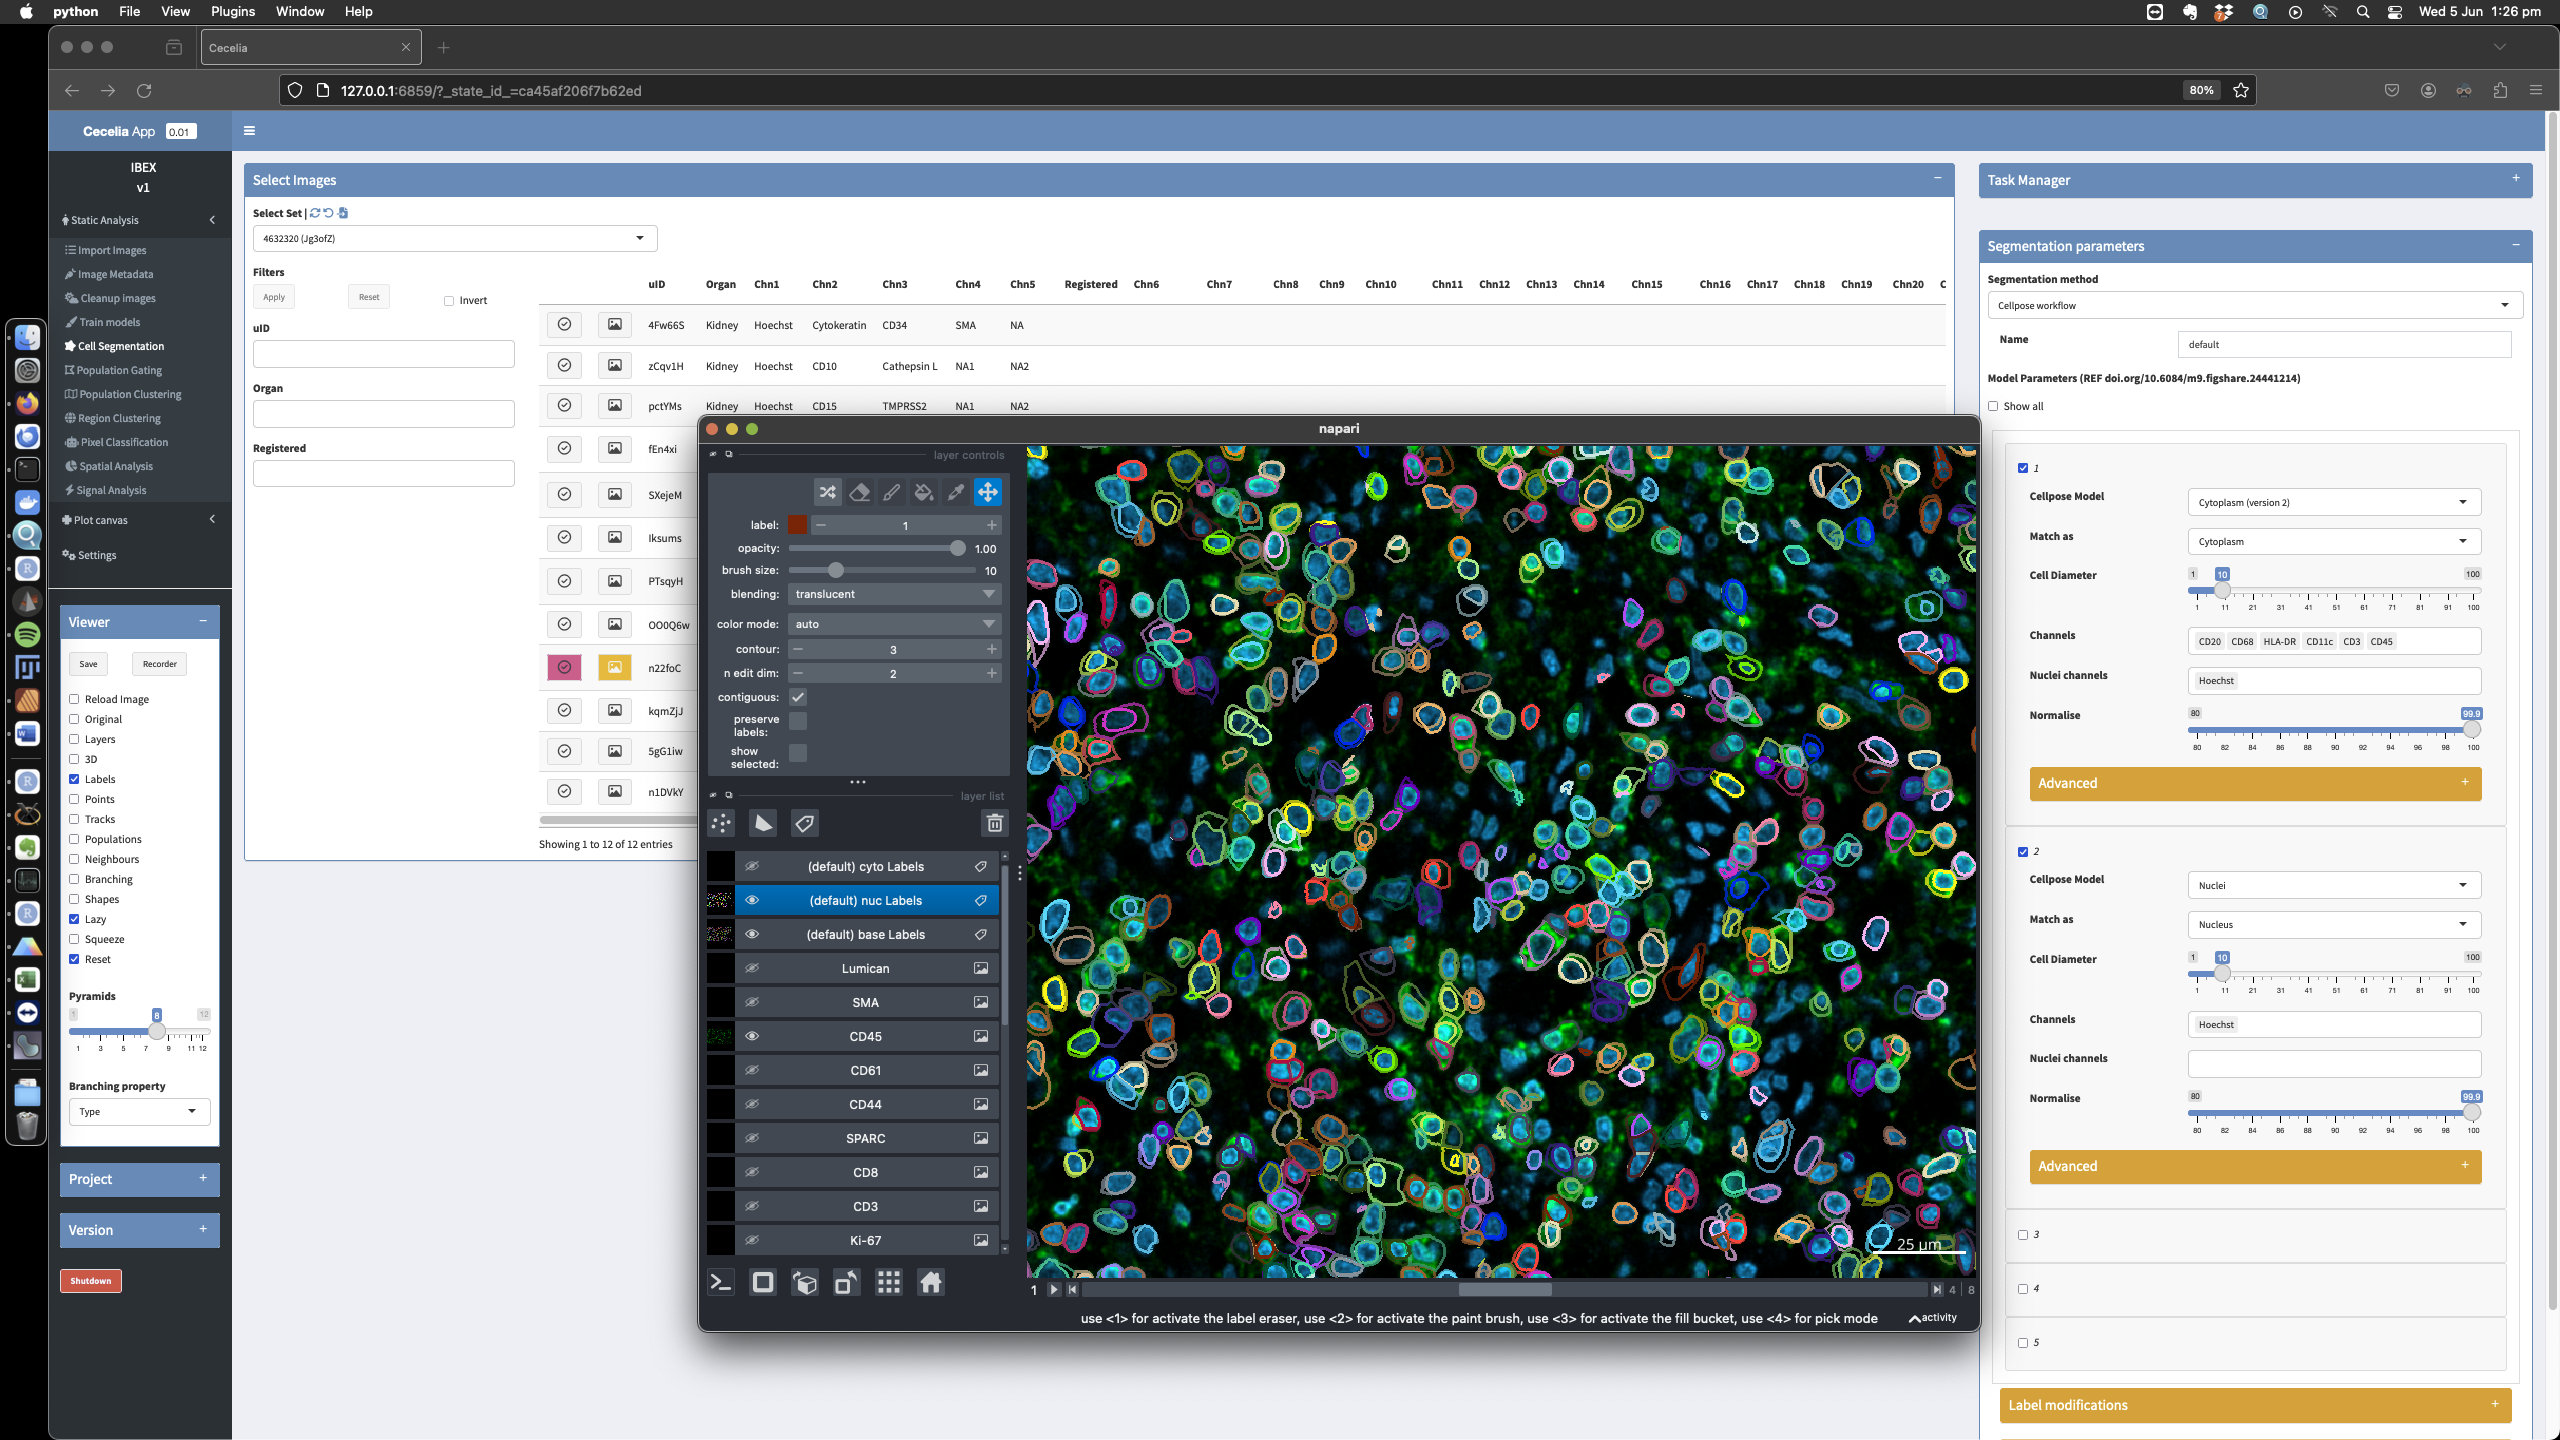 python File View Plugins Window Help
7
Wed 5 Jun 1:26 pm
Cecelia
127.0.0.1:6859/?_state_id_=ca45af206f7b62ed
80%
Cecelia App 0.01
IBEX
v1
Static Analysis
Import Images
Image Metadata
Cleanup images
Train models
Cell Segmentation
Population Gating
Population Clustering
Region Clustering
Pixel Classification
Spatial Analysis
Signal Analysis
Plot canvas
Settings
Viewer
Save Recorder
Reload Image
Original
Layers
3D
Labels
Points
Tracks
Populations
Neighbours
Branching
Shapes
Lazy
Squeeze
Reset
Pyramids
1 8 12
1 3 5 7 9 11 12
Branching property
Type
Project
Version
Shutdown
Select Images
Select Set |
4632320 (Jg3ofZ)
Filters
Apply Reset Invert
uID
Organ
Registered
uID Organ Chn1 Chn2 Chn3 Chn4 Chn5 Registered Chn6 Chn7 Chn8 Chn9 Chn10 Chn11 Chn12 Chn13 Chn14 Chn15 Chn16 Chn17 Chn18 Chn19 Chn20 C
4Fw66S Kidney Hoechst Cytokeratin CD34 SMA NA
zCqv1H Kidney Hoechst CD10 Cathepsin L NA1 NA2
pctYMs Kidney Hoechst CD15 TMPRSS2 NA1 NA2
fEn4xi
SXejeM
Iksums
PTsqyH
OO0Q6w
n22foC
kqmZjJ
5gG1iw
n1DVkY
Showing 1 to 12 of 12 entries
napari
layer controls
label: 1
opacity: 1.00
brush size: 10
blending: translucent
color mode: auto
contour: 3
n edit dim: 2
contiguous:
preserve
labels:
show
selected:
layer list
(default) cyto Labels
(default) nuc Labels
(default) base Labels
Lumican
SMA
CD45
CD61
CD44
SPARC
CD8
CD3
Ki-67
25 µm
1 4 8
use <1> for activate the label eraser, use <2> for activate the paint brush, use <3> for activate the fill bucket, use <4> for pick mode
activity
Task Manager
Segmentation parameters
Segmentation method
Cellpose workflow
Name default
Model Parameters (REF doi.org/10.6084/m9.figshare.24441214)
Show all
1
Cellpose Model Cytoplasm (version 2)
Match as Cytoplasm
Cell Diameter 1 10 100
1 11 21 31 41 51 61 71 81 91 100
Channels CD20 CD68 HLA-DR CD11c CD3 CD45
Nuclei channels Hoechst
Normalise 80 99.9
80 82 84 86 88 90 92 94 96 98 100
Advanced
2
Cellpose Model Nuclei
Match as Nucleus
Cell Diameter 1 10 100
1 11 21 31 41 51 61 71 81 91 100
Channels Hoechst
Nuclei channels
Normalise 80 99.9
80 82 84 86 88 90 92 94 96 98 100
Advanced
3
4
5
Label modifications